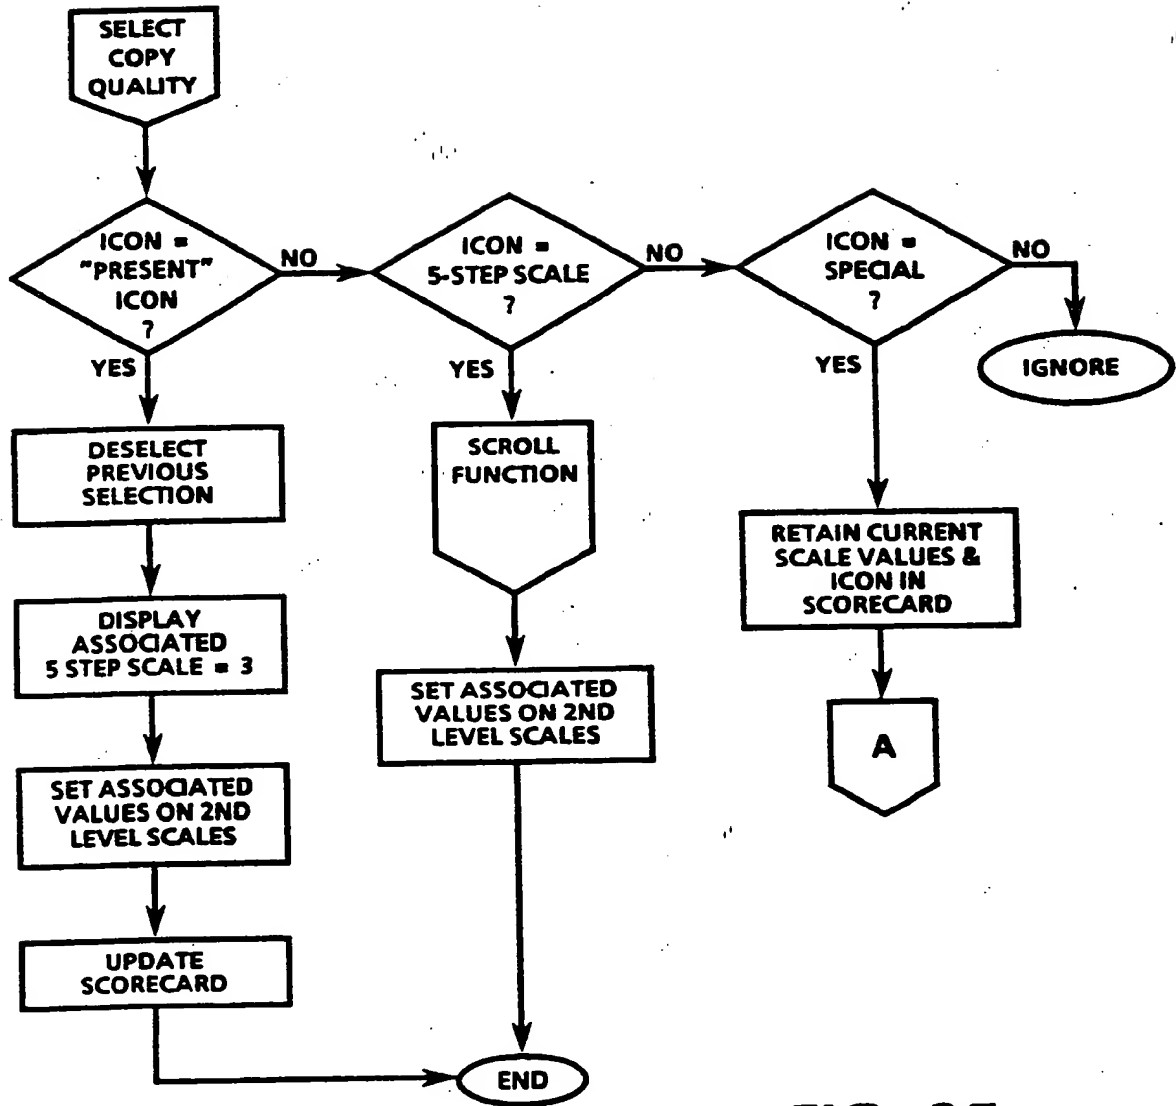 SELECT
COPY
QUALITY
ICON =
"PRESENT"
ICON
?
NO
YES
ICON =
5-STEP SCALE
?
NO
YES
ICON =
SPECIAL
?
NO
YES
IGNORE
DESELECT
PREVIOUS
SELECTION
SCROLL
FUNCTION
RETAIN CURRENT
SCALE VALUES &
ICON IN
SCORECARD
DISPLAY
ASSOCIATED
5 STEP SCALE = 3
SET ASSOCIATED
VALUES ON 2ND
LEVEL SCALES
A
SET ASSOCIATED
VALUES ON 2ND
LEVEL SCALES
UPDATE
SCORECARD
END